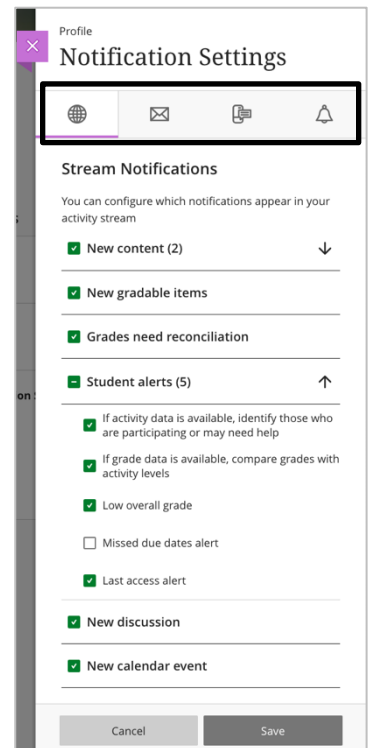 Profile
Notification Settings
Stream Notifications
You can configure which notifications appear in your
activity stream
New content (2)
New gradable items
Grades need reconciliation
Student alerts (5)
on
If activity data is available, identify those who
are participating or may need help
If grade data is available, compare grades with
activity levels
Low overall grade
Missed due dates alert
Last access alert
New discussion
New calendar event
Cancel
Save